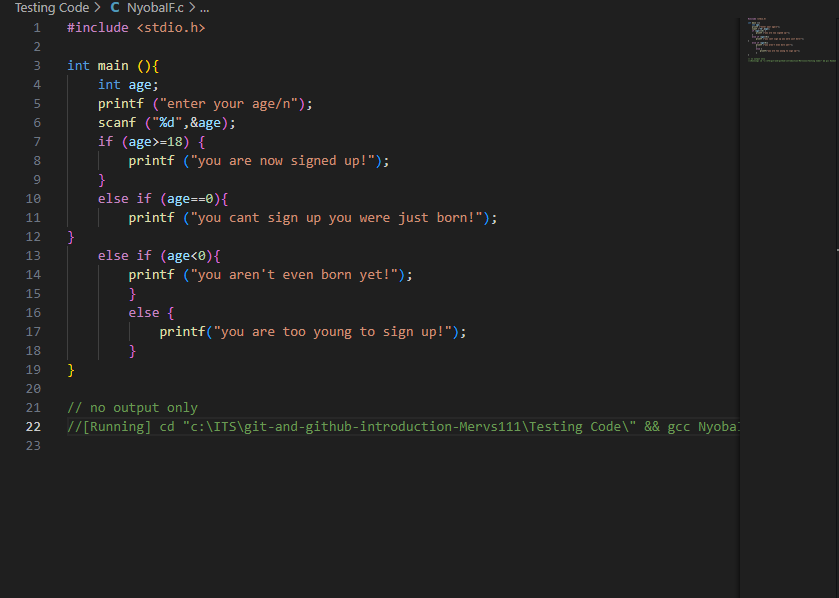 Testing Code > C NyobaIF.c > ...
1 #include <stdio.h>
2
3 int main (){
4     int age;
5     printf ("enter your age/n");
6     scanf ("%d",&age);
7     if (age>=18) {
8         printf ("you are now signed up!");
9     }
10     else if (age==0){
11         printf ("you cant sign up you were just born!");
12 }
13     else if (age<0){
14         printf ("you aren't even born yet!");
15         }
16         else {
17             printf("you are too young to sign up!");
18         }
19 }
20
21 // no output only
22 //[Running] cd "c:\ITS\git-and-github-introduction-Mervs111\Testing Code\" && gcc Nyoba
23